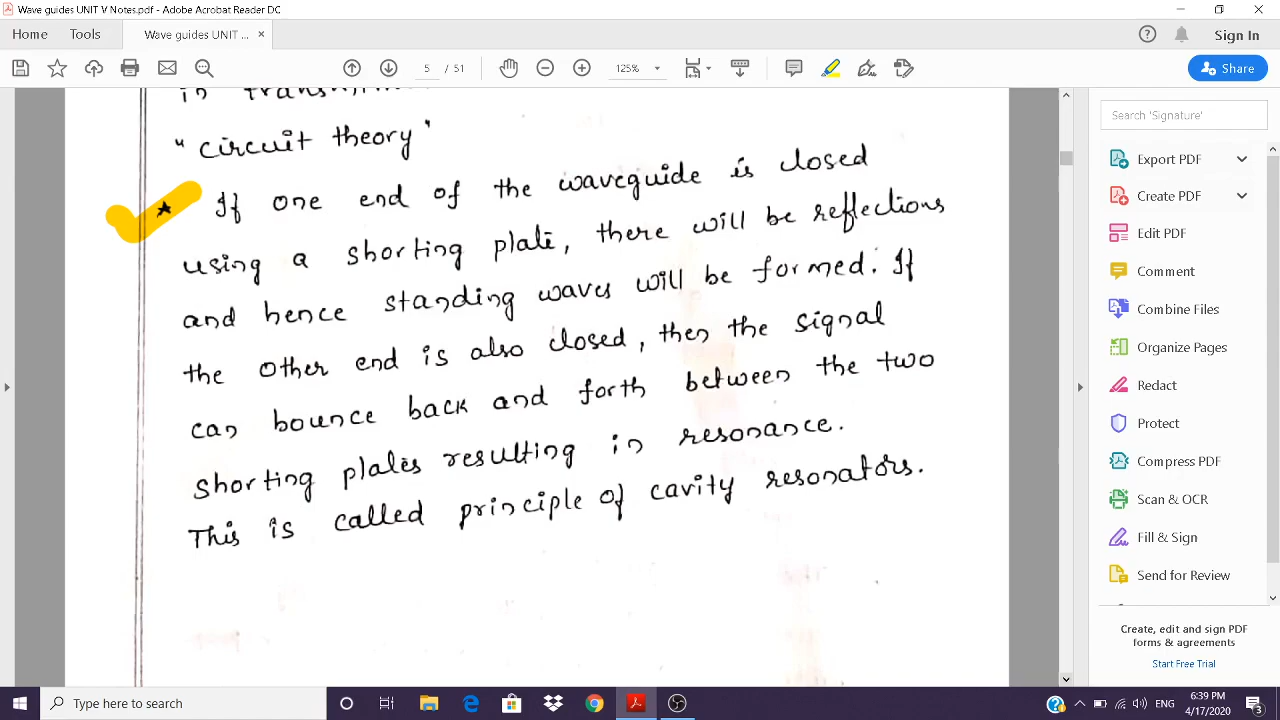 Wave guides UNIT V Notes.pdf - Adobe Acrobat Reader DC
Home Tools Wave guides UNIT ... × Sign In
5 / 51 125% Share
in
"circuit theory"
★ If one end of the waveguide is closed
using a shorting plate, there will be reflections
and hence standing waves will be formed. If
the other end is also closed, then the signal
can bounce back and forth between the two
shorting plates resulting in resonance.
This is called principle of cavity resonators.
Search 'Signature'
Export PDF
Create PDF
Edit PDF
Comment
Combine Files
Organize Pages
Redact
Protect
Compress PDF
Scan & OCR
Fill & Sign
Send for Review
Create, edit and sign PDF
forms & agreements
Start Free Trial
Type here to search
6:39 PM
4/17/2020